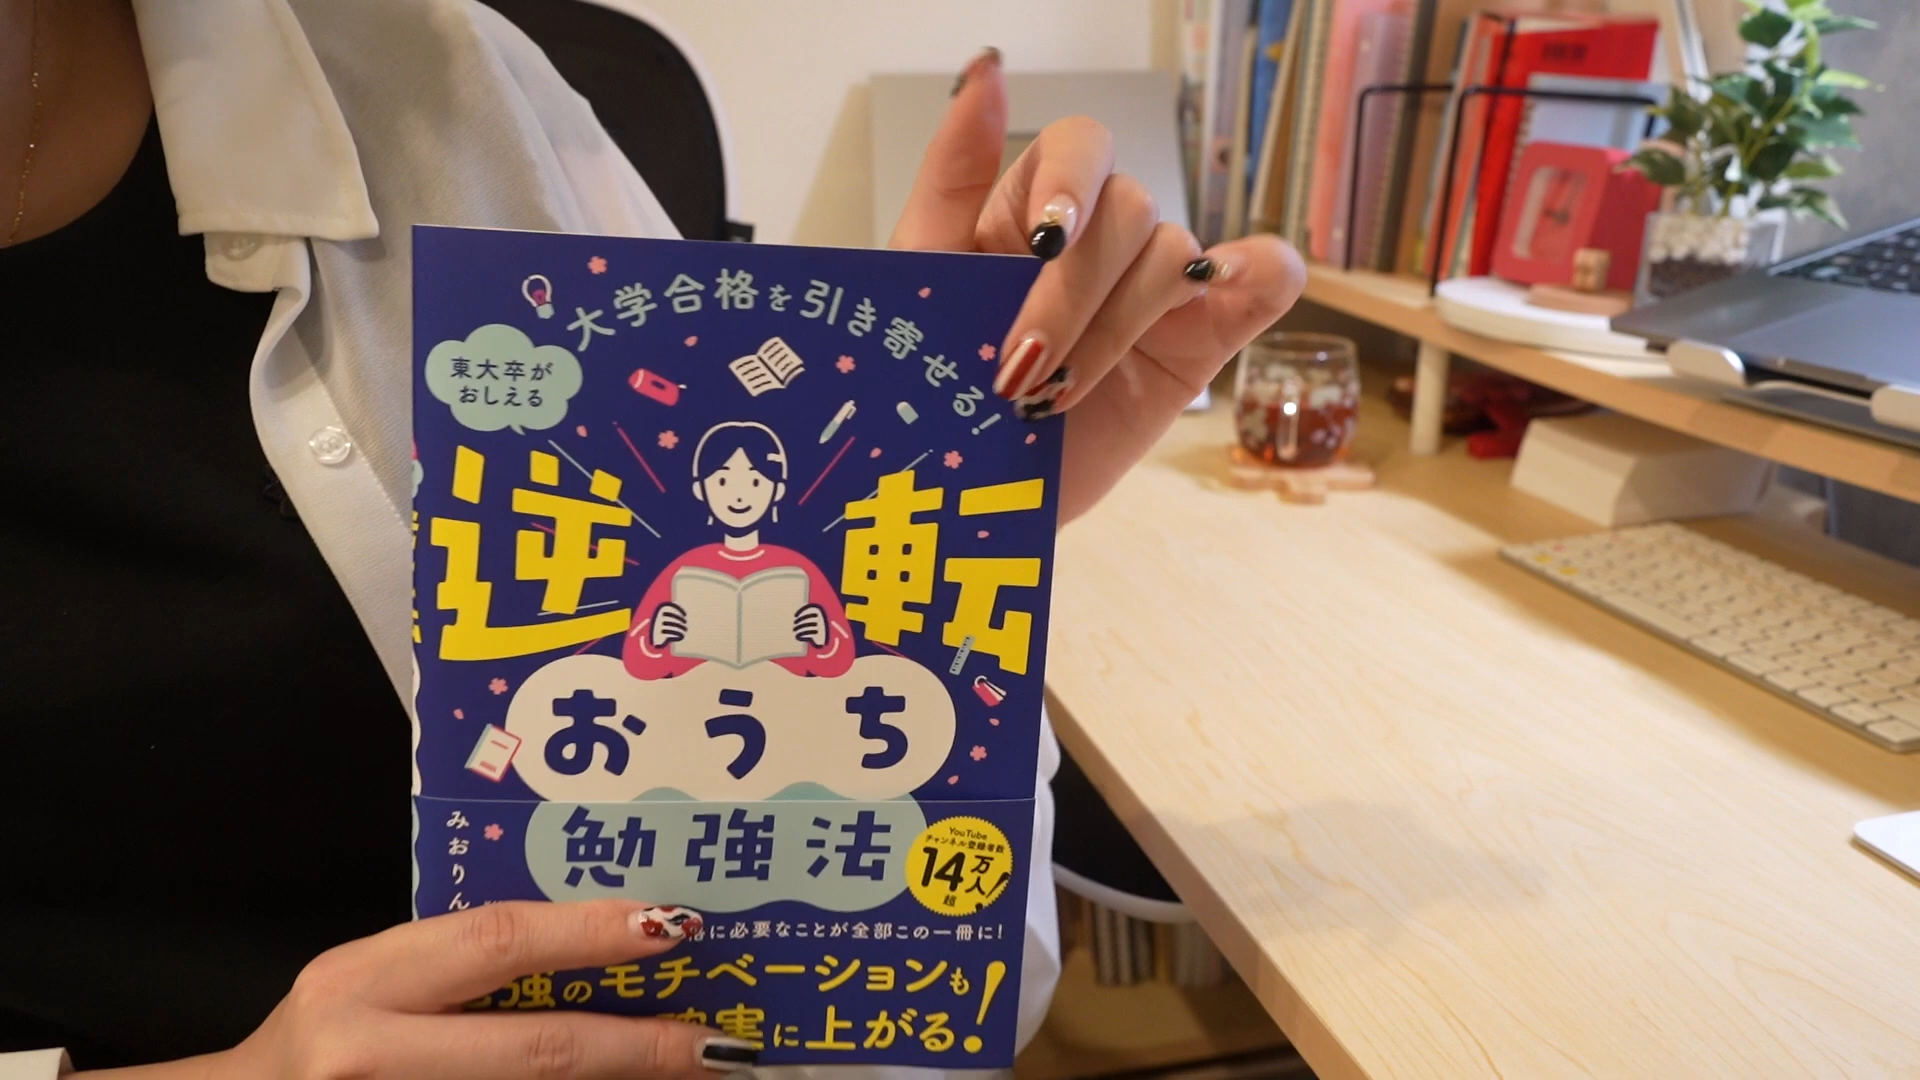 大学合格を引き寄せる!
東大卒が
おしえる
逆転
おうち
勉強法
みおりん
YouTube
チャンネル登録者数
14万人!
超
格に必要なことが全部この一冊に!
強のモチベーションも
確実に上がる!